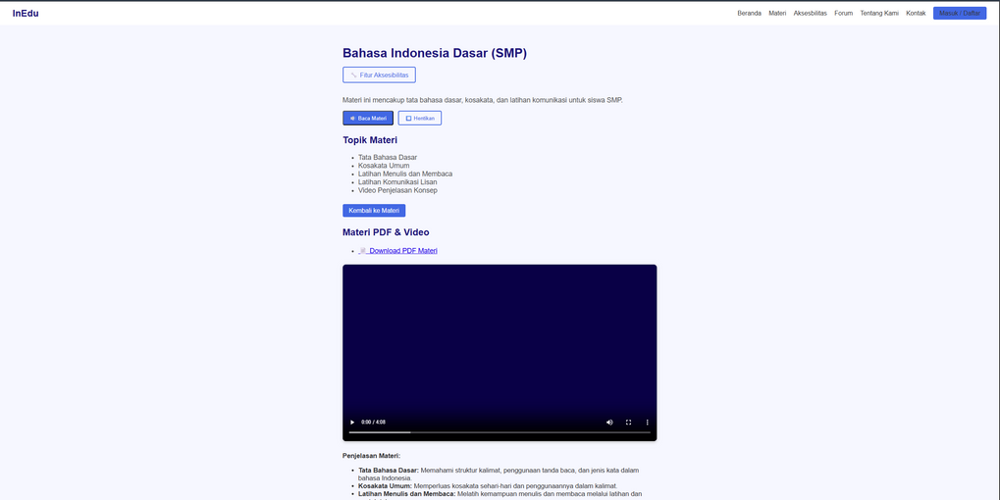 InEdu
Beranda Materi Aksesbilitas Forum Tentang Kami Kontak Masuk / Daftar
Bahasa Indonesia Dasar (SMP)
Fitur Aksesibilitas
Materi ini mencakup tata bahasa dasar, kosakata, dan latihan komunikasi untuk siswa SMP.
Baca Materi Hentikan
Topik Materi
Tata Bahasa Dasar
Kosakata Umum
Latihan Menulis dan Membaca
Latihan Komunikasi Lisan
Video Penjelasan Konsep
Kembali ke Materi
Materi PDF & Video
Download PDF Materi
0:00 / 4:08
Penjelasan Materi:
Tata Bahasa Dasar: Memahami struktur kalimat, penggunaan tanda baca, dan jenis kata dalam
bahasa Indonesia.
Kosakata Umum: Memperluas kosakata sehari-hari dan penggunaannya dalam kalimat.
Latihan Menulis dan Membaca: Melatih kemampuan menulis dan membaca melalui latihan dan